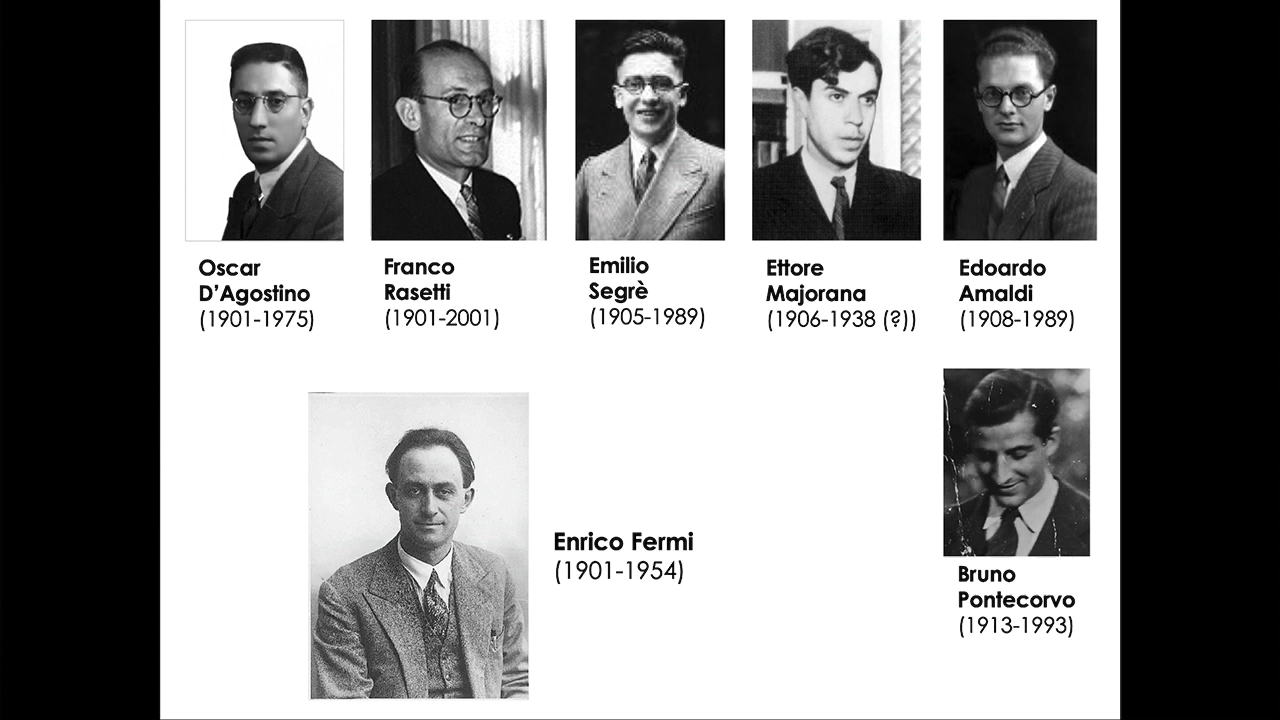 Oscar
D’Agostino
(1901-1975)
Franco
Rasetti
(1901-2001)
Emilio
Segrè
(1905-1989)
Ettore
Majorana
(1906-1938 (?))
Edoardo
Amaldi
(1908-1989)
Enrico Fermi
(1901-1954)
Bruno
Pontecorvo
(1913-1993)